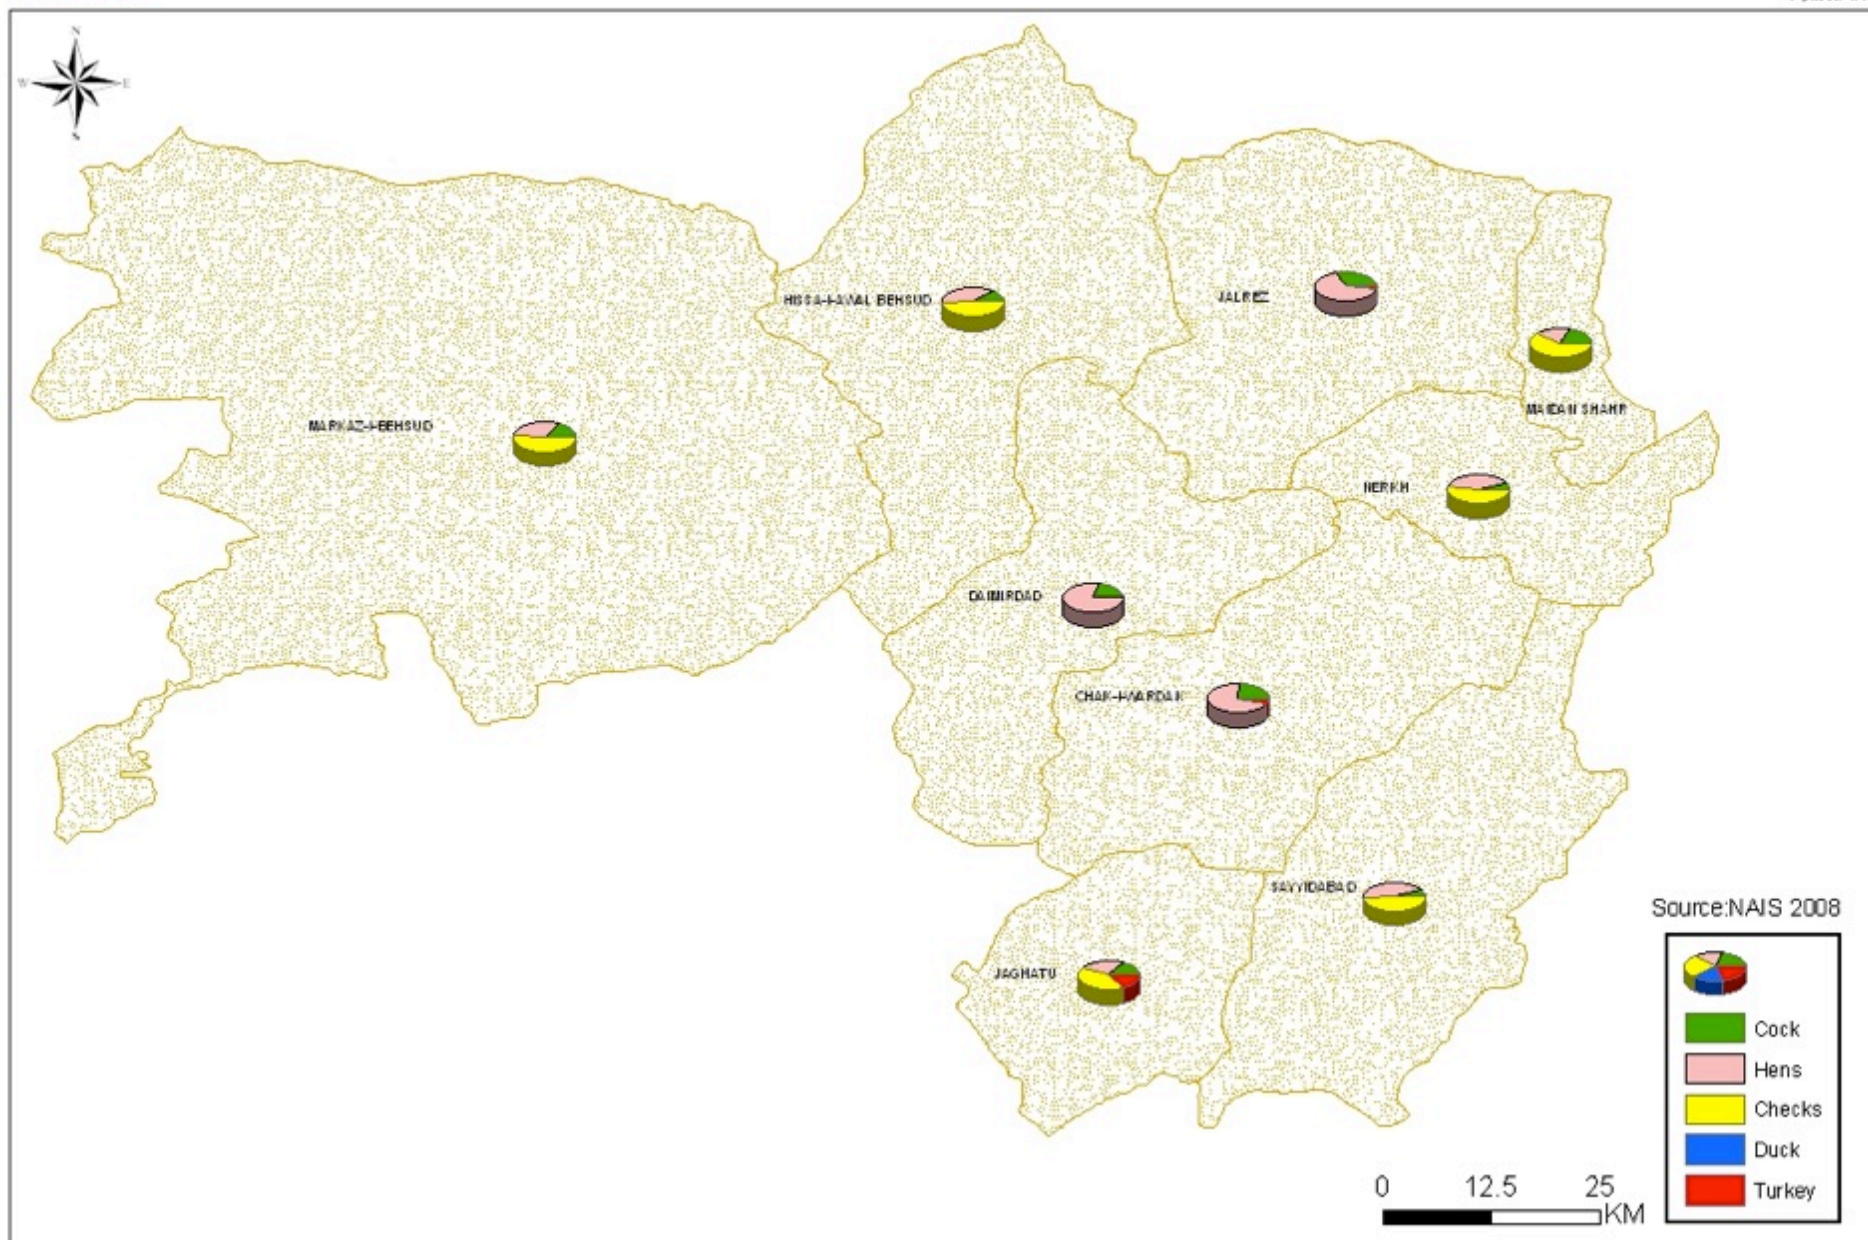 N
W E
S
HISSA-I-AWAL BEHSUD
JALREZ
MAIDAN SHAHR
MARKAZ-I-BEHSUD
NERKH
DAIMIRDAD
CHAK-I-WARDAK
SAYYIDABAD
JAGHATU
Source:NAIS 2008
Cock
Hens
Checks
Duck
Turkey
0 12.5 25
KM